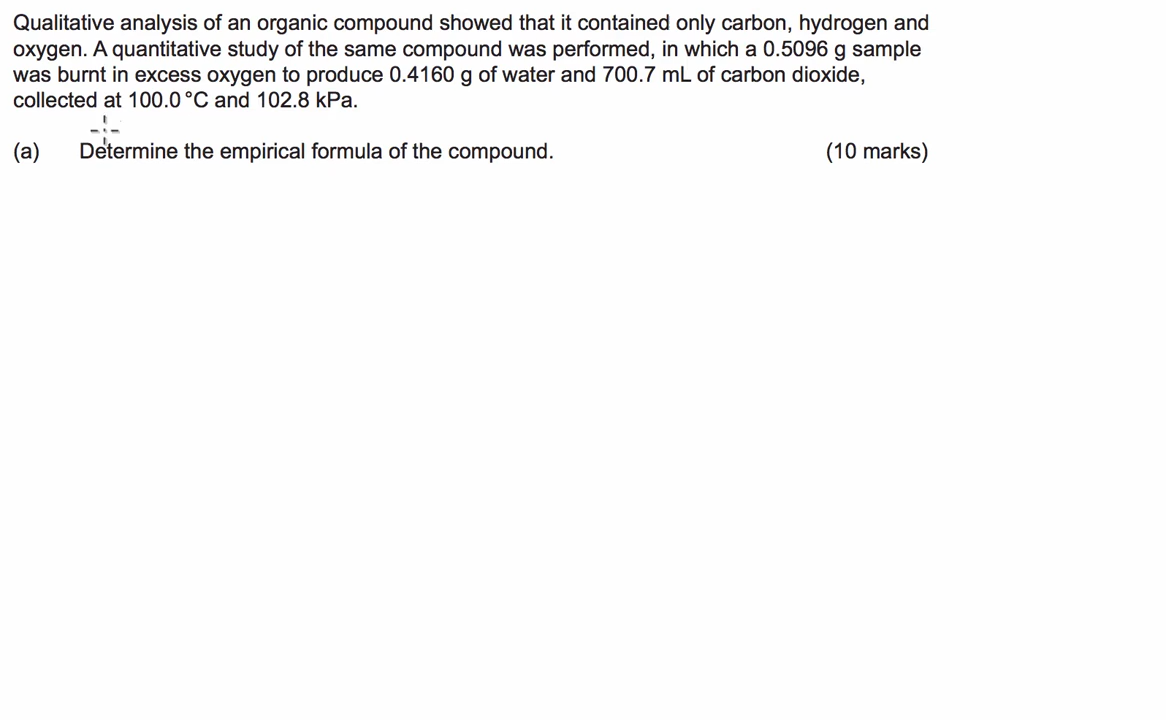 Qualitative analysis of an organic compound showed that it contained only carbon, hydrogen and
oxygen. A quantitative study of the same compound was performed, in which a 0.5096 g sample
was burnt in excess oxygen to produce 0.4160 g of water and 700.7 mL of carbon dioxide,
collected at 100.0 °C and 102.8 kPa.
(a) Determine the empirical formula of the compound. (10 marks)